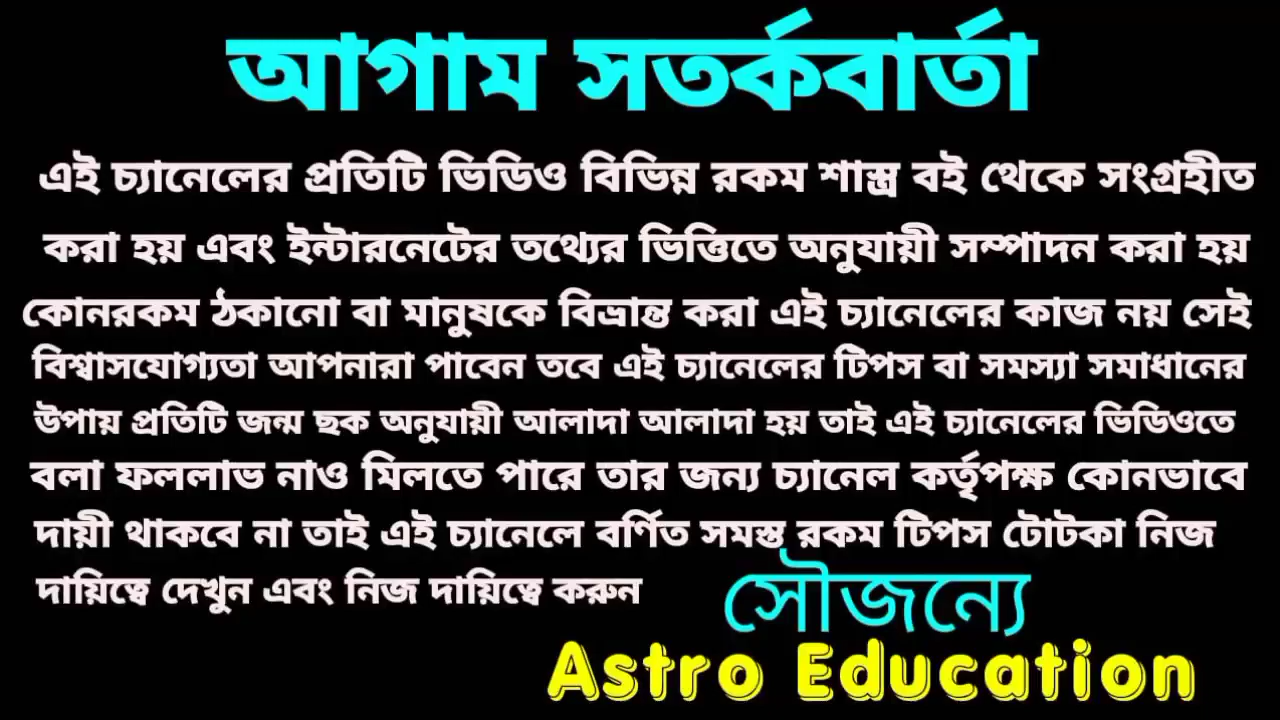 আগাম সতর্কবার্তা
এই চ্যানেলের প্রতিটি ভিডিও বিভিন্ন রকম শাস্ত্র বই থেকে সংগ্রহীত
করা হয় এবং ইন্টারনেটের তথ্যের ভিত্তিতে অনুযায়ী সম্পাদন করা হয়
কোনরকম ঠকানো বা মানুষকে বিভ্রান্ত করা এই চ্যানেলের কাজ নয় সেই
বিশ্বাসযোগ্যতা আপনারা পাবেন তবে এই চ্যানেলের টিপস বা সমস্যা সমাধানের
উপায় প্রতিটি জন্ম ছক অনুযায়ী আলাদা আলাদা হয় তাই এই চ্যানেলের ভিডিওতে
বলা ফললাভ নাও মিলতে পারে তার জন্য চ্যানেল কর্তৃপক্ষ কোনভাবে
দায়ী থাকবে না তাই এই চ্যানেলে বর্ণিত সমস্ত রকম টিপস টোটকা নিজ
দায়িত্বে দেখুন এবং নিজ দায়িত্বে করুন
সৌজন্যে
Astro Education